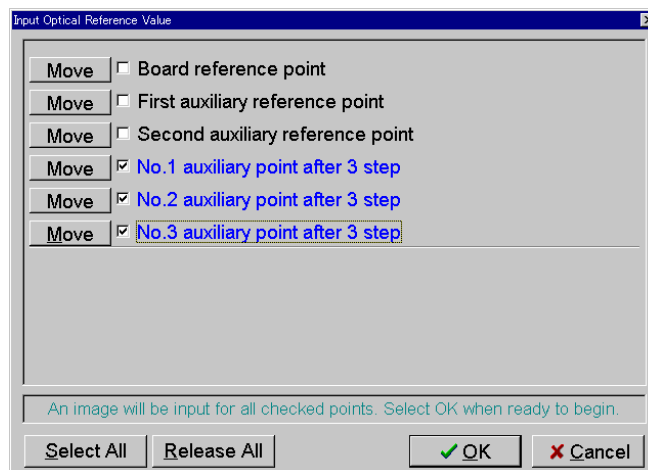 Input Optical Reference Value
Move Board reference point
Move First auxiliary reference point
Move Second auxiliary reference point
Move No.1 auxiliary point after 3 step
Move No.2 auxiliary point after 3 step
Move No.3 auxiliary point after 3 step
An image will be input for all checked points. Select OK when ready to begin.
Select All Release All OK Cancel